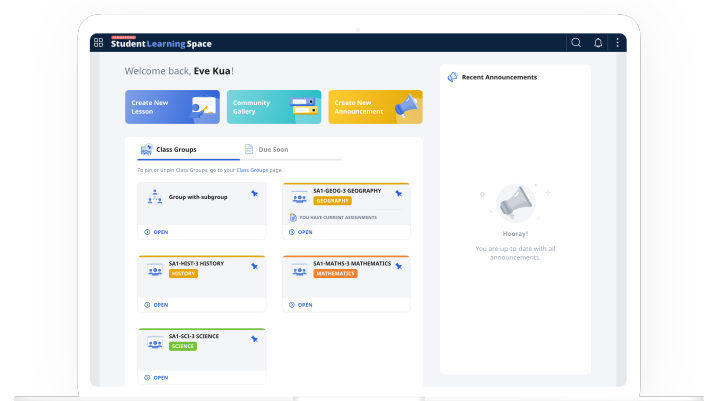 Student Learning Space
Welcome back, Eve Kua!
Create New
Lesson
Community
Gallery
Create New
Announcement
Recent Announcements
Class Groups
Due Soon
To pin or unpin Class Groups, go to your Class Groups page.
Group with subgroup
OPEN
SA1-GEOG-3 GEOGRAPHY
GEOGRAPHY
YOU HAVE CURRENT ASSIGNMENTS
OPEN
SA1-HIST-3 HISTORY
HISTORY
OPEN
SA1-MATHS-3 MATHEMATICS
MATHEMATICS
OPEN
SA1-SCI-3 SCIENCE
SCIENCE
OPEN
Hooray!
You are up-to-date with all
announcements.